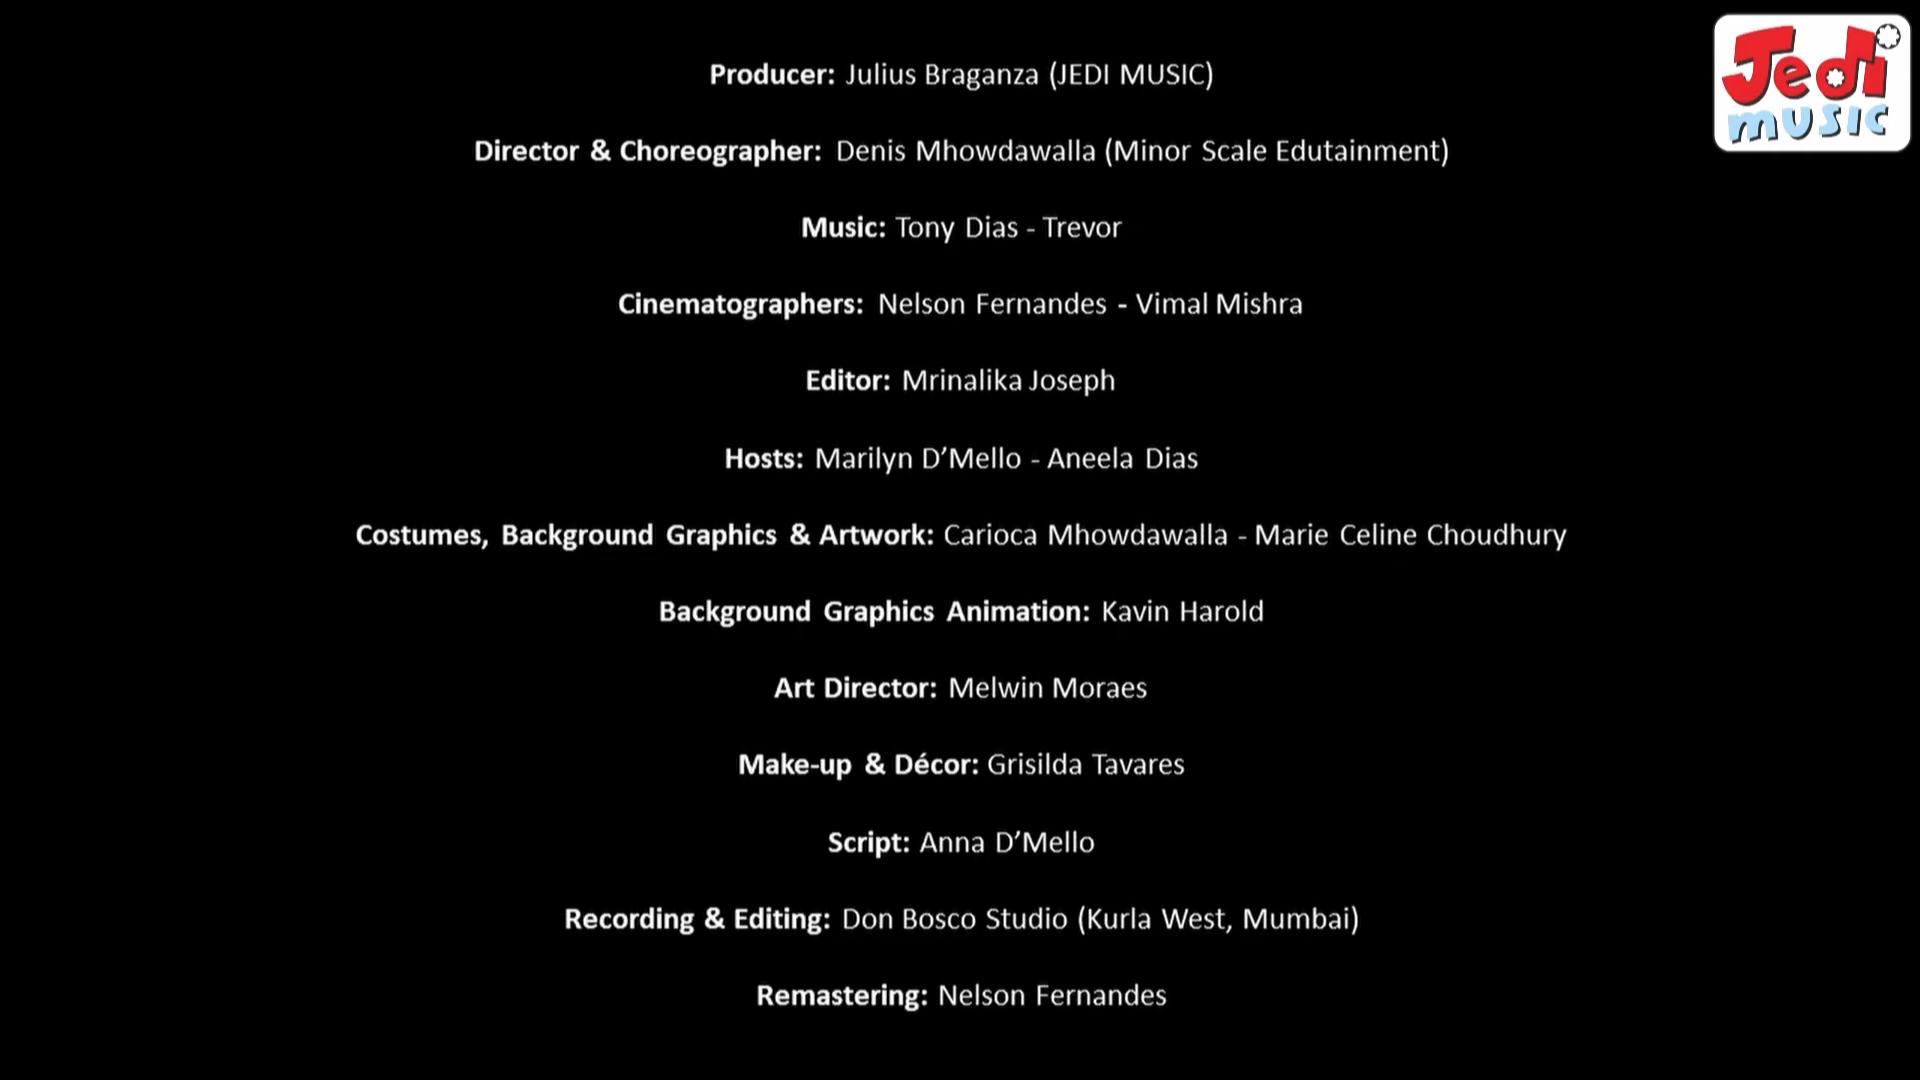 Jedi
music
Producer: Julius Braganza (JEDI MUSIC)
Director & Choreographer: Denis Mhowdawalla (Minor Scale Edutainment)
Music: Tony Dias - Trevor
Cinematographers: Nelson Fernandes - Vimal Mishra
Editor: Mrinalika Joseph
Hosts: Marilyn D’Mello - Aneela Dias
Costumes, Background Graphics & Artwork: Carioca Mhowdawalla - Marie Celine Choudhury
Background Graphics Animation: Kavin Harold
Art Director: Melwin Moraes
Make-up & Décor: Grisilda Tavares
Script: Anna D’Mello
Recording & Editing: Don Bosco Studio (Kurla West, Mumbai)
Remastering: Nelson Fernandes